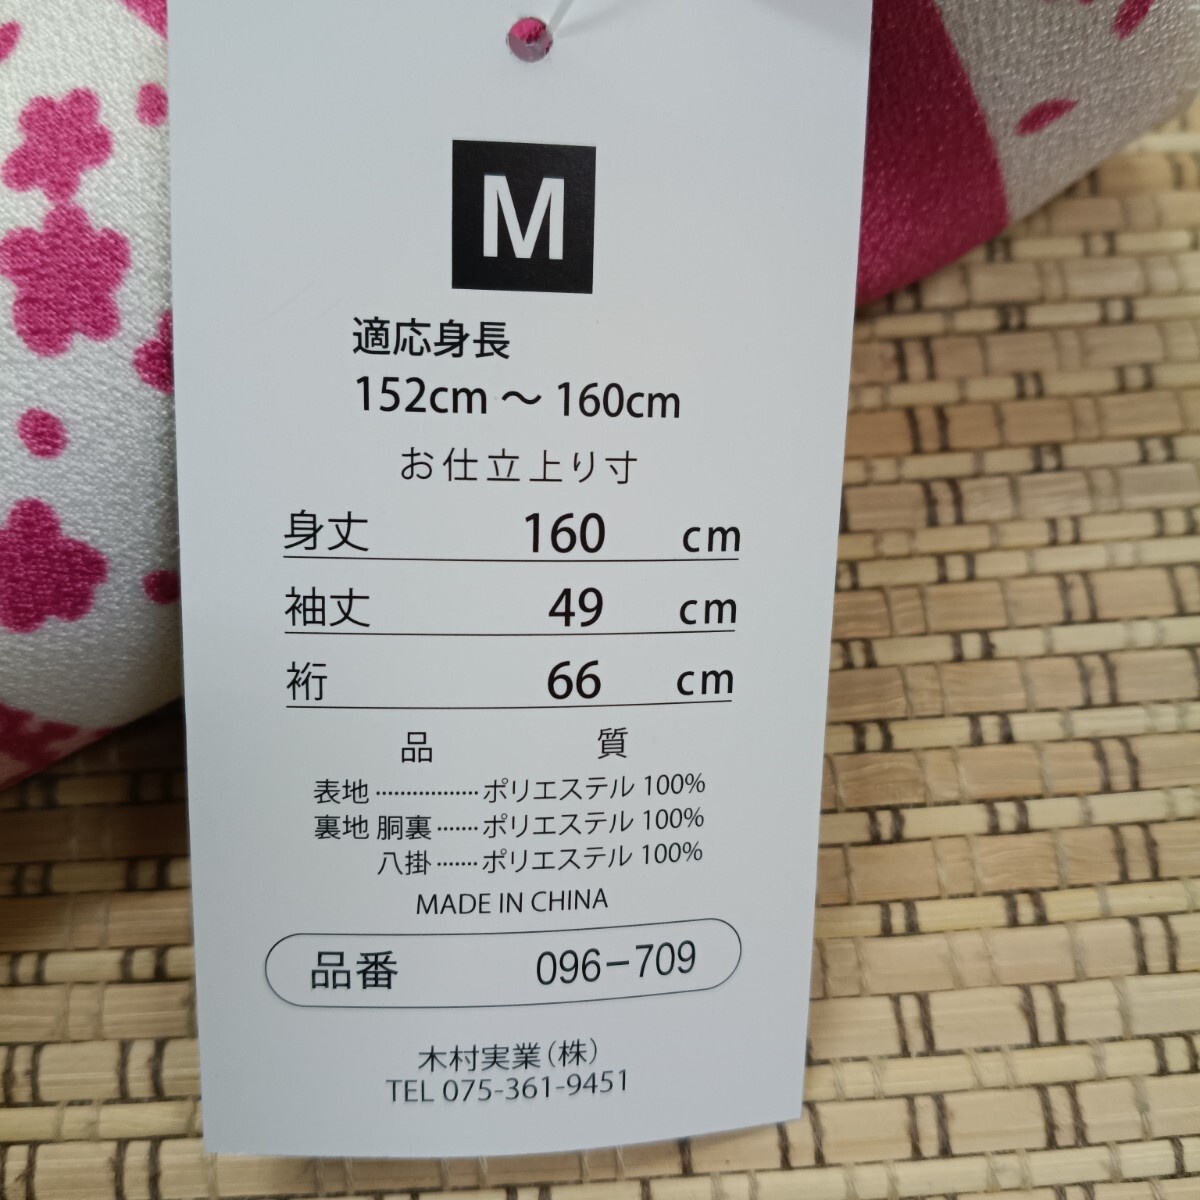 M
適応身長
152cm ～ 160cm
お仕立上り寸
身丈 160 cm
袖丈 49 cm
裄 66 cm
品 質
表地 ·················· ポリエステル 100%
裏地 胴裏 ······· ポリエステル 100%
八掛 ······· ポリエステル 100%
MADE IN CHINA
品番 096-709
木村実業(株)
TEL 075-361-9451